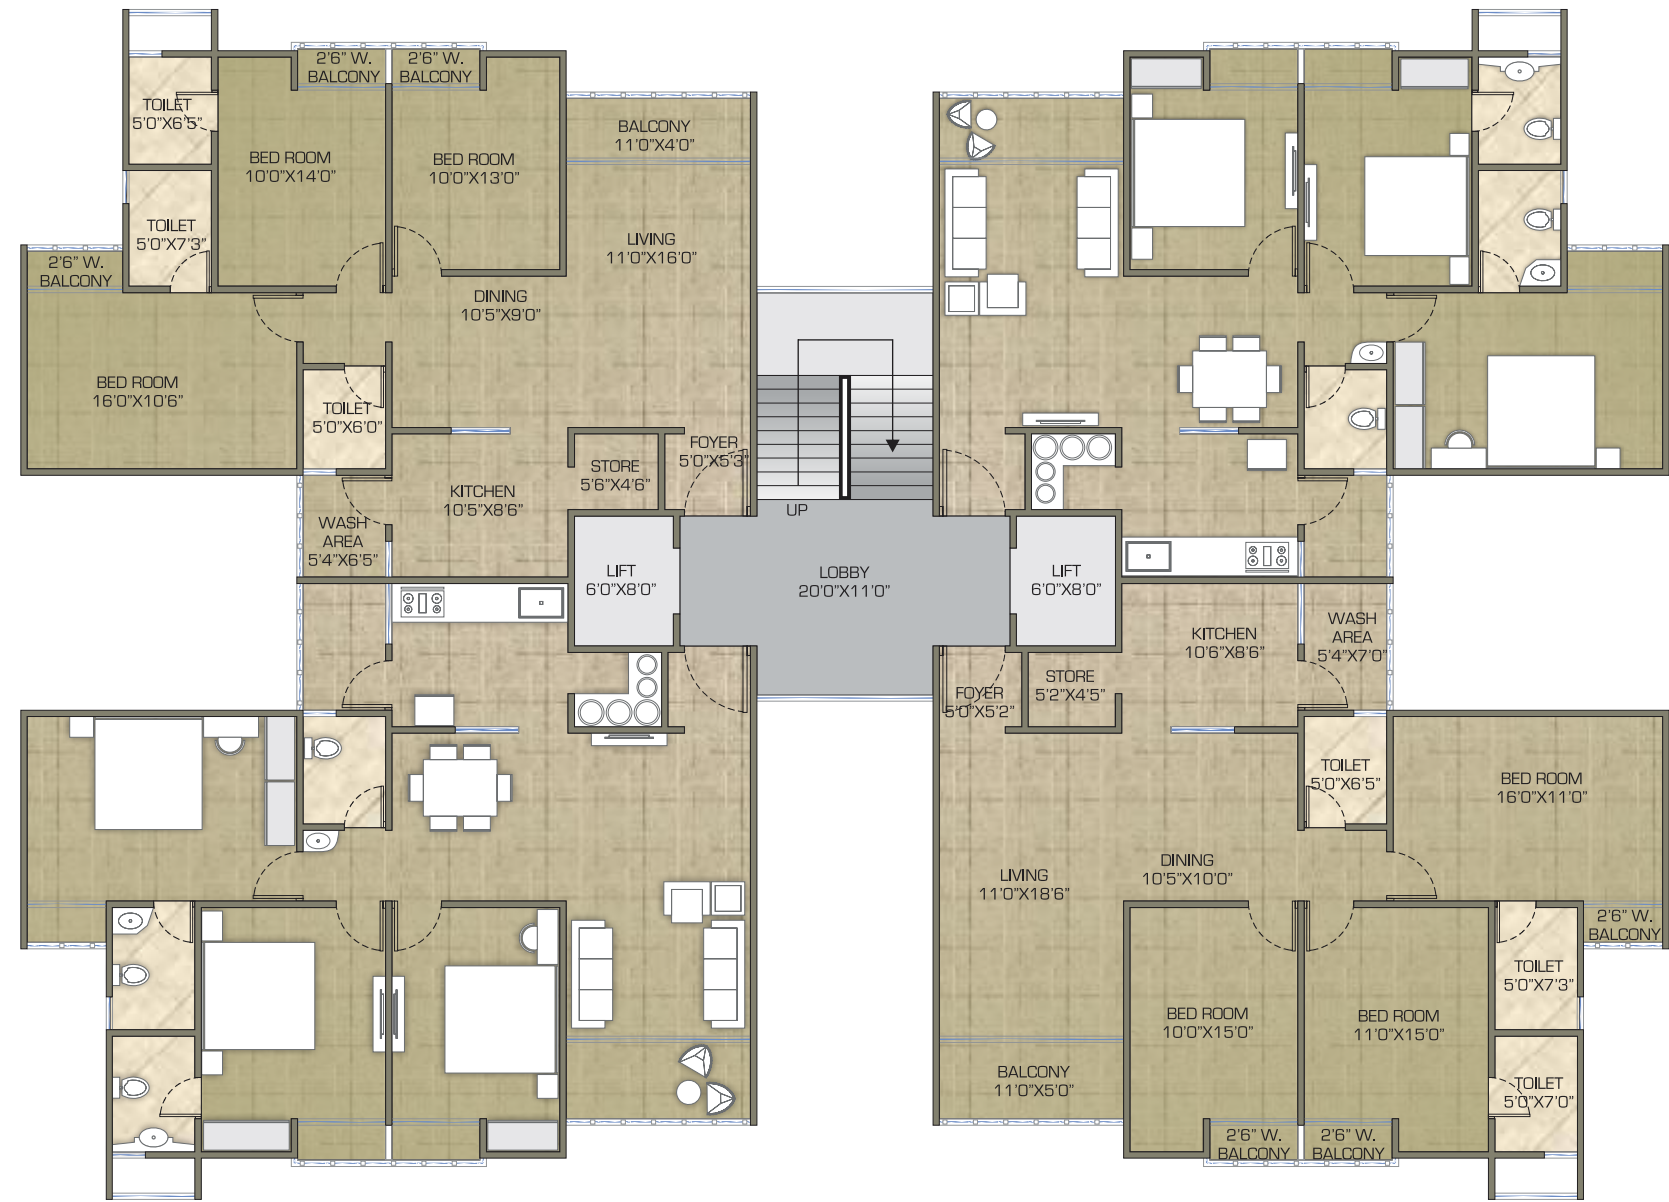 2'6" W.
BALCONY
2'6" W.
BALCONY
TOILET
5'0"X6'5"
BED ROOM
10'0"X14'0"
BED ROOM
10'0"X13'0"
BALCONY
11'0"X4'0"
TOILET
5'0"X7'3"
LIVING
11'0"X16'0"
2'6" W.
BALCONY
DINING
10'5"X9'0"
BED ROOM
16'0"X10'6"
TOILET
5'0"X6'0"
FOYER
5'0"X5'3"
STORE
5'6"X4'6"
KITCHEN
10'5"X8'6"
WASH
AREA
5'4"X6'5"
UP
LIFT
6'0"X8'0"
LOBBY
20'0"X11'0"
LIFT
6'0"X8'0"
KITCHEN
10'6"X8'6"
WASH
AREA
5'4"X7'0"
FOYER
5'0"X5'2"
STORE
5'2"X4'5"
TOILET
5'0"X6'5"
BED ROOM
16'0"X11'0"
LIVING
11'0"X18'6"
DINING
10'5"X10'0"
2'6" W.
BALCONY
TOILET
5'0"X7'3"
BED ROOM
10'0"X15'0"
BED ROOM
11'0"X15'0"
BALCONY
11'0"X5'0"
TOILET
5'0"X7'0"
2'6" W.
BALCONY
2'6" W.
BALCONY